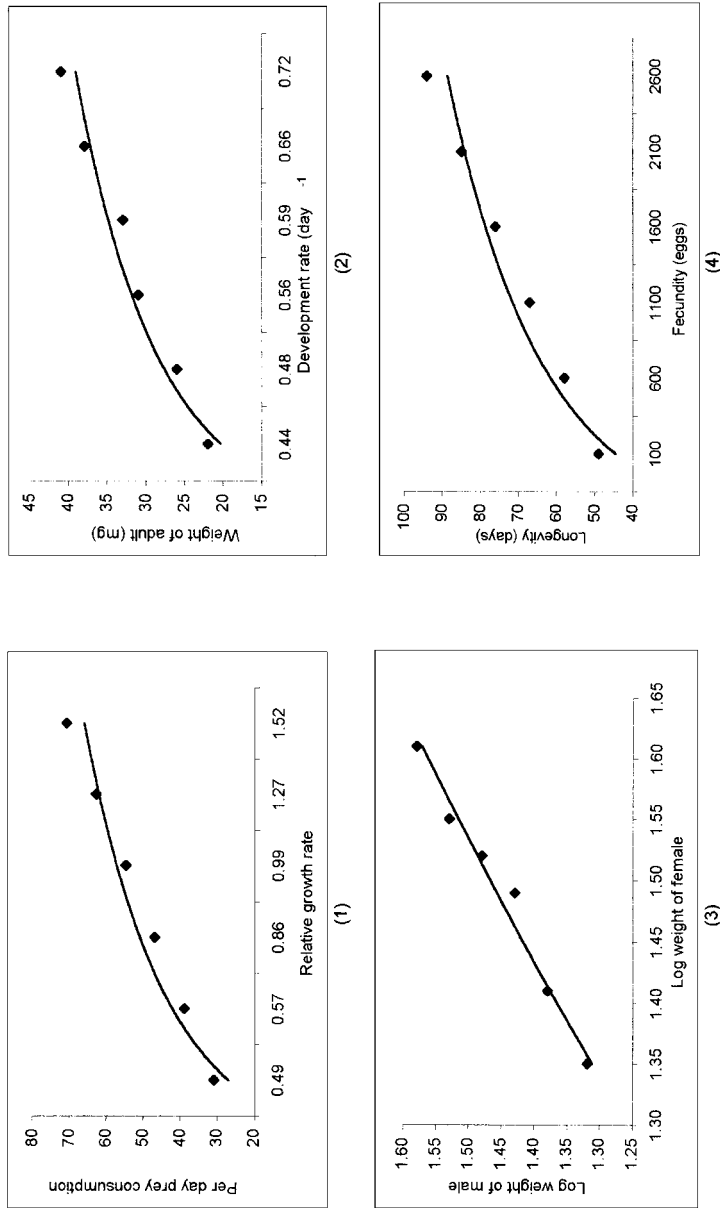 80
70
60
50
40
30
20
Per day prey consumption
0.49 0.57 0.86 0.99 1.27 1.52
Relative growth rate
(1)
45
40
35
30
25
20
15
Weight of adult (mg)
0.44 0.48 0.56 0.59 0.66 0.72
Development rate (day -1
(2)
1.60
1.55
1.50
1.45
1.40
1.35
1.30
1.25
Log weight of male
1.30 1.35 1.40 1.45 1.50 1.55 1.60 1.65
Log weight of female
(3)
100
90
80
70
60
50
40
Longevity (days)
100 600 1100 1600 2100 2600
Fecundity (eggs)
(4)